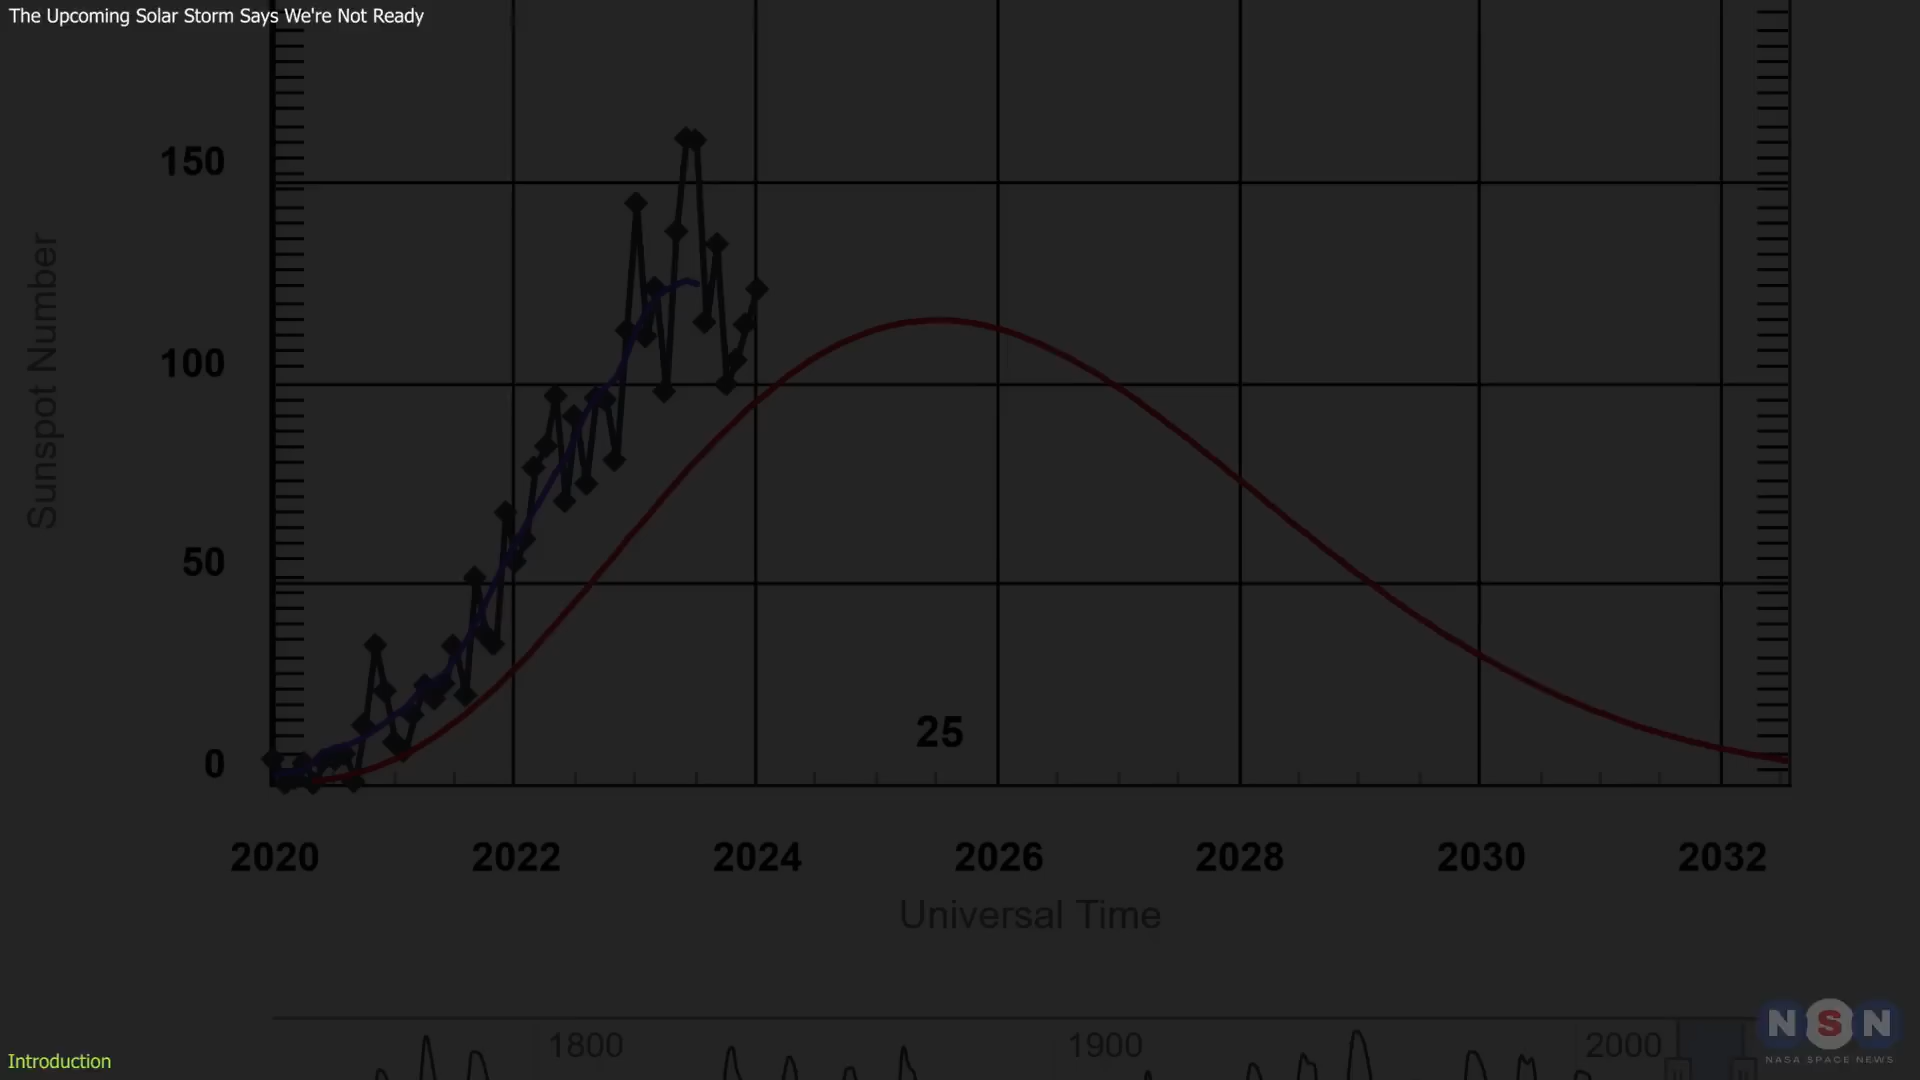 The Upcoming Solar Storm Says We're Not Ready
150
100
50
0
Sunspot Number
25
2020 2022 2024 2026 2028 2030 2032
Universal Time
1800 1900 2000
NSN
NASA SPACE NEWS
Introduction